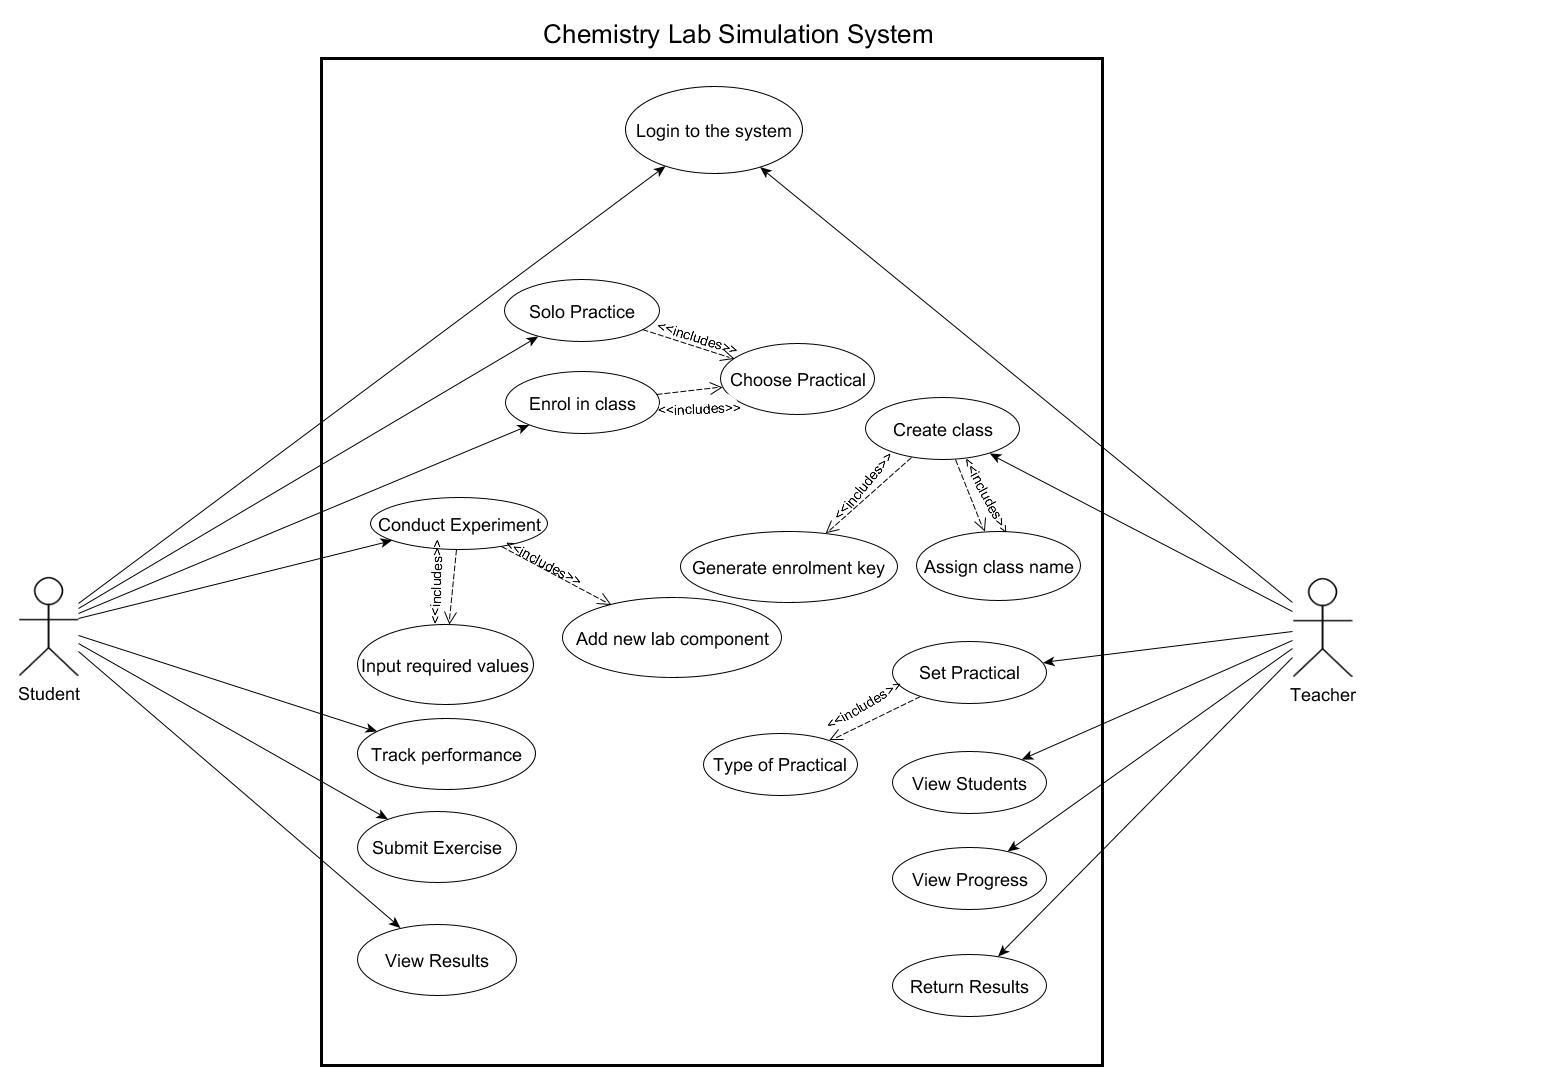 Chemistry Lab Simulation System
Login to the system
Solo Practice
<<includes>>
Choose Practical
Enrol in class
<<includes>>
Create class
<<includes>>
<<includes>>
Conduct Experiment
<<includes>>
<<includes>>
Generate enrolment key
Assign class name
Add new lab component
Input required values
Set Practical
Student
Teacher
<<includes>>
Track performance
Type of Practical
View Students
Submit Exercise
View Progress
View Results
Return Results